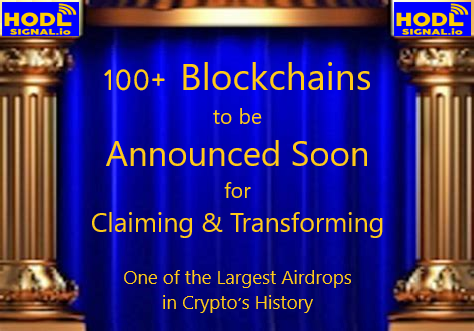 HODL
SIGNAL.io
HODL
SIGNAL.io
100+ Blockchains
to be
Announced Soon
for
Claiming & Transforming
One of the Largest Airdrops
in Crypto's History